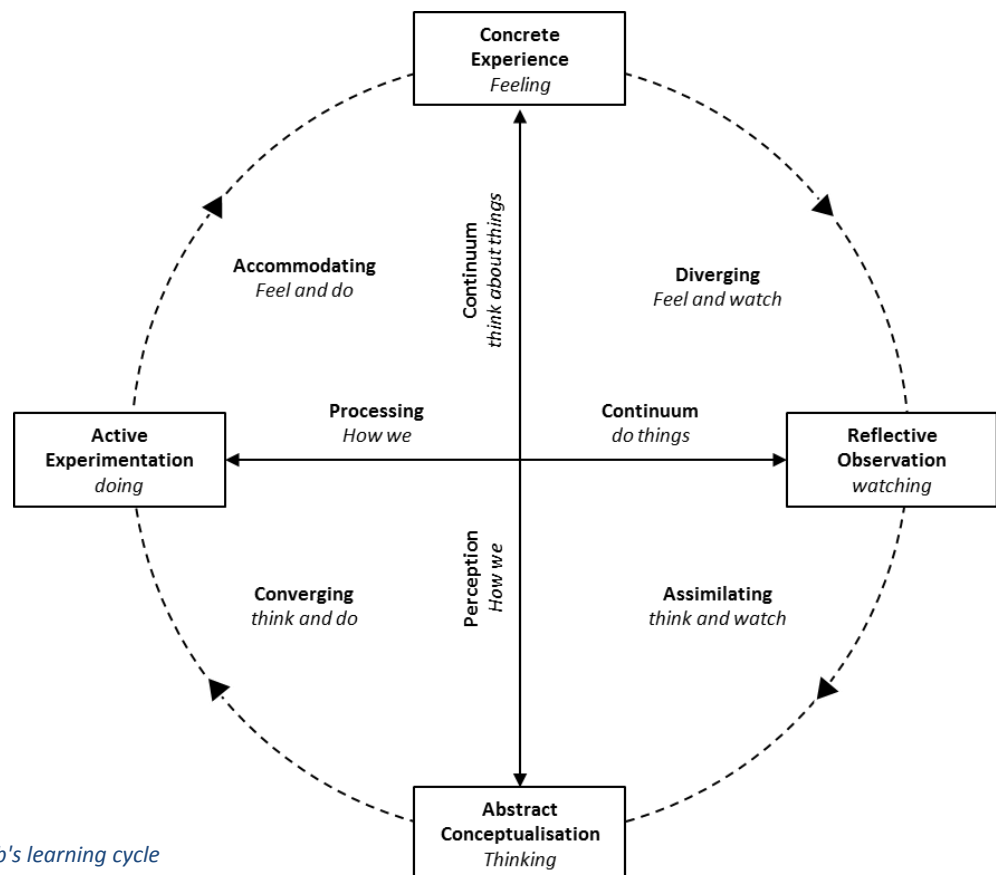 Concrete
Experience
Feeling
Continuum
think about things
Accommodating
Feel and do
Diverging
Feel and watch
Processing
How we
Continuum
do things
Active
Experimentation
doing
Reflective
Observation
watching
Perception
How we
Converging
think and do
Assimilating
think and watch
Abstract
Conceptualisation
Thinking
's learning cycle